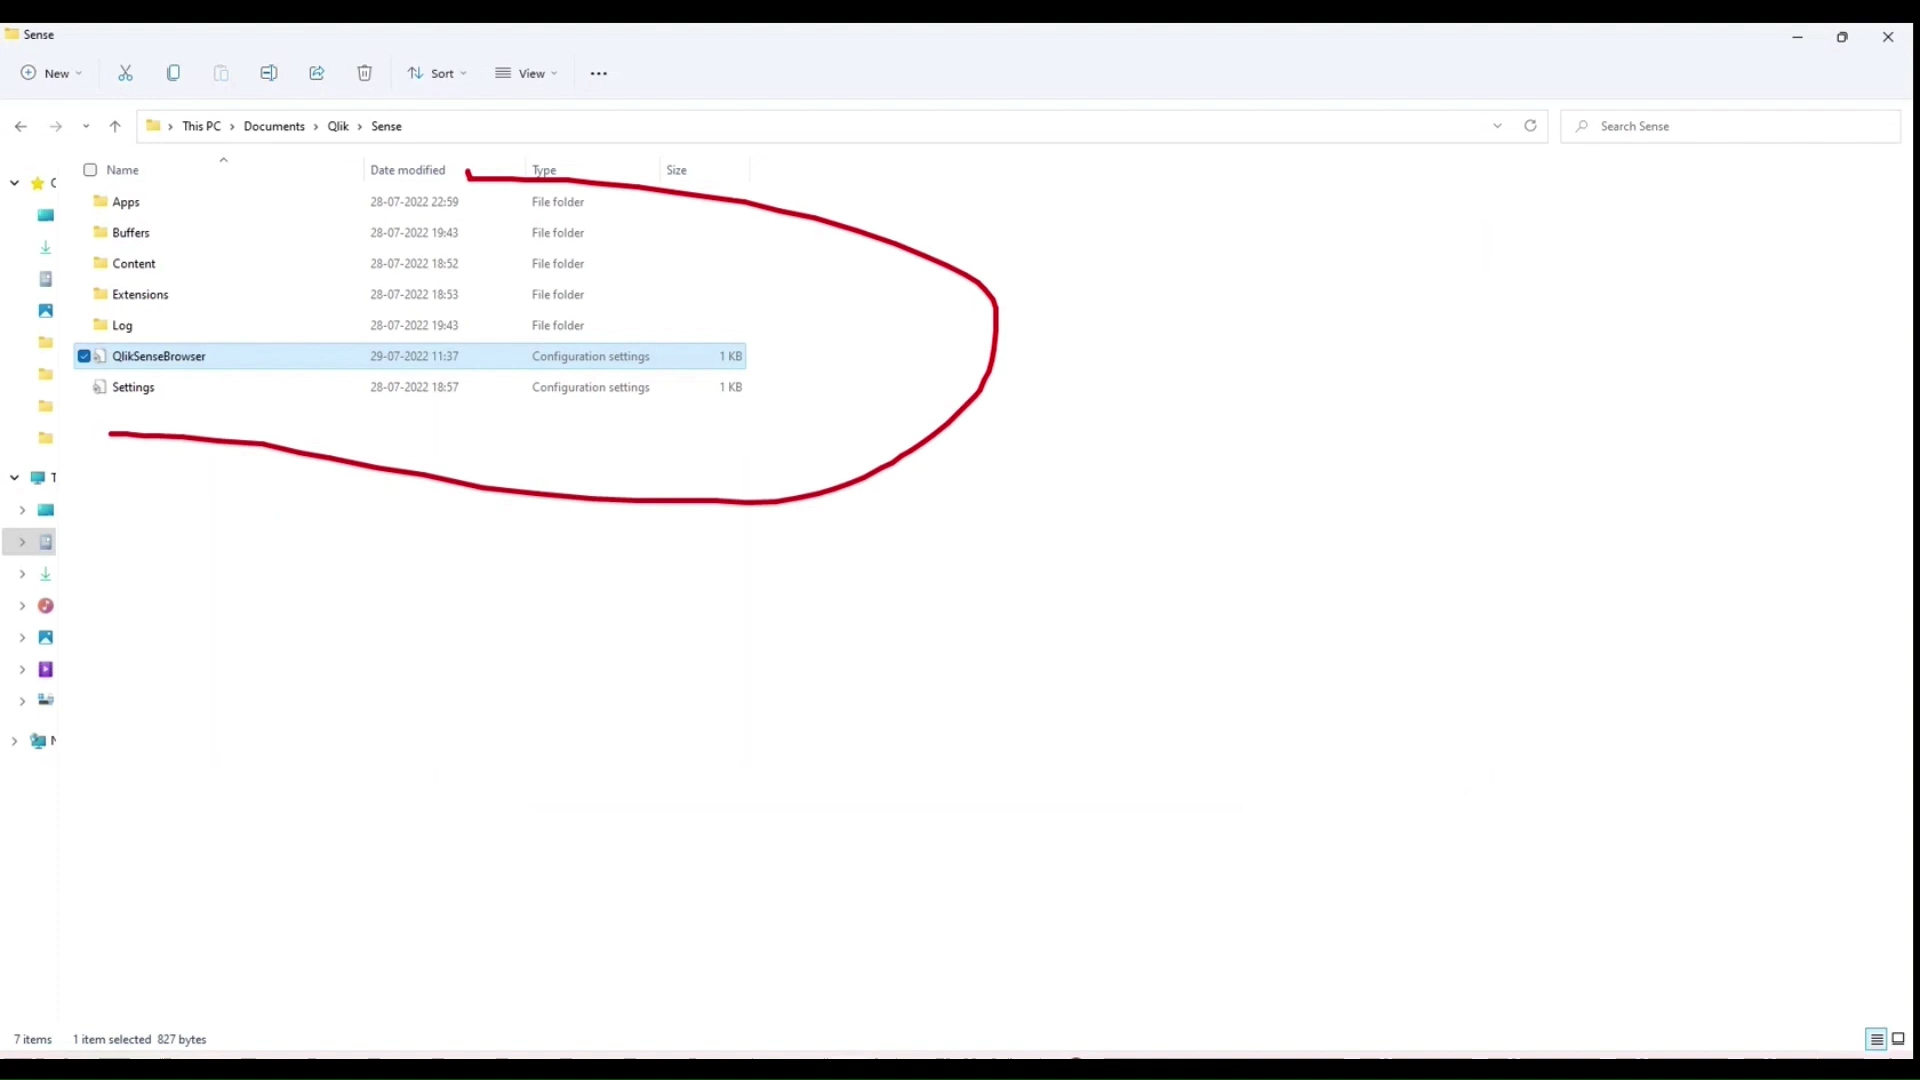 Sense
New
Sort
View
This PC > Documents > Qlik > Sense
Search Sense
Name Date modified Type Size
Apps 28-07-2022 22:59 File folder
Buffers 28-07-2022 19:43 File folder
Content 28-07-2022 18:52 File folder
Extensions 28-07-2022 18:53 File folder
Log 28-07-2022 19:43 File folder
QlikSenseBrowser 29-07-2022 11:37 Configuration settings 1 KB
Settings 28-07-2022 18:57 Configuration settings 1 KB
7 items 1 item selected 827 bytes